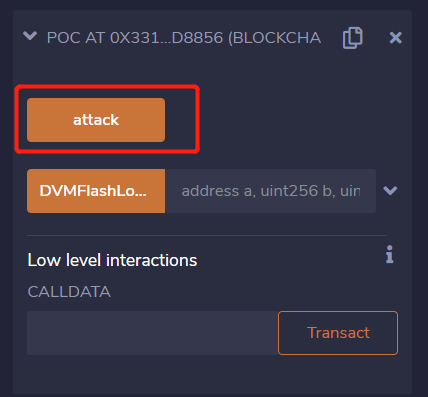 POC AT 0X331...D8856 (BLOCKCHA
attack
DVMFlashLo... address a, uint256 b, uin
Low level interactions
CALLDATA
Transact